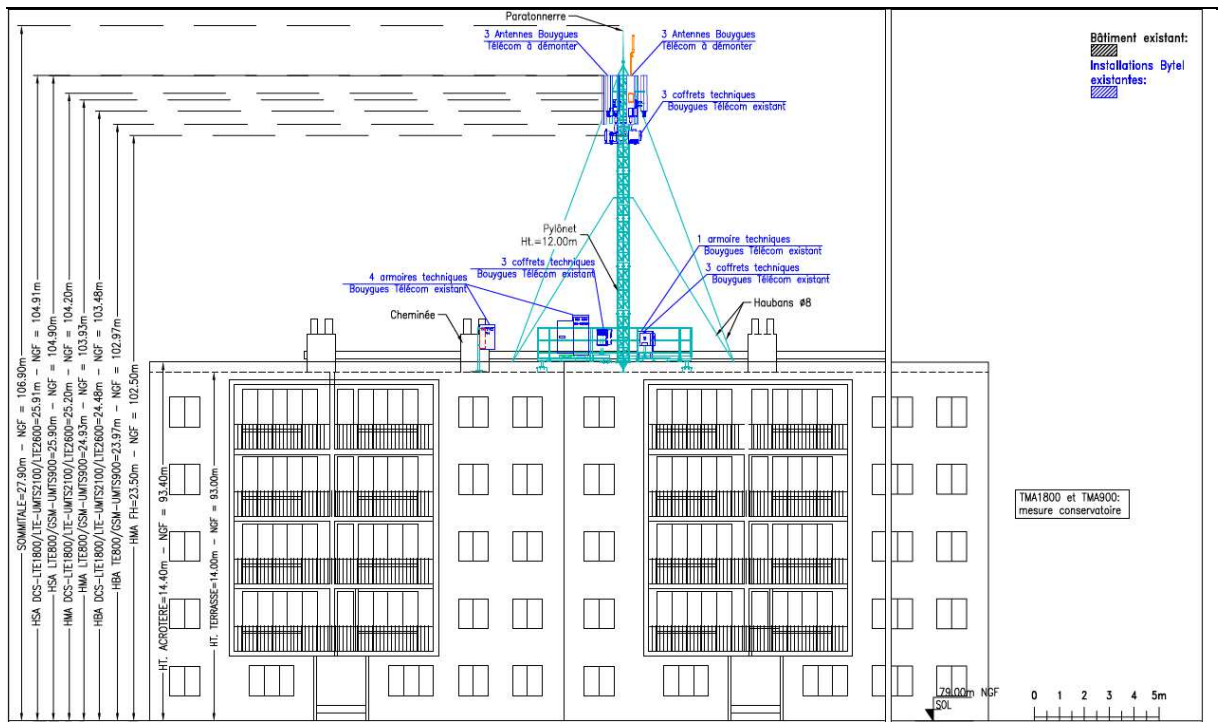 Paratonnerre
3 Antennes Bouygues
Télécom à démonter
3 Antennes Bouygues
Télécom à démonter
Bâtiment existant:
Installations Bytel
existantes:
3 coffrets techniques
Bouygues Télécom existant
Pylônet
Ht.=12.00m
1 armoire techniques
Bouygues Télécom existant
3 coffrets techniques
Bouygues Télécom existant
3 coffrets techniques
Bouygues Télécom existant
4 armoires techniques
Bouygues Télécom existant
Cheminée
Haubans ø8
SOMMITALE=27.90m - NGF = 106.90m
HSA DCS-LTE1800/LTE-UMTS2100/LTE2600=25.91m - NGF = 104.91m
HSA LTE800/GSM-UMTS900=25.90m - NGF = 104.90m
HMA DCS-LTE1800/LTE-UMTS2100/LTE2600=25.20m - NGF = 104.20m
HMA LTE800/GSM-UMTS900=24.93m - NGF = 103.93m
HBA DCS-LTE1800/LTE-UMTS2100/LTE2600=24.48m - NGF = 103.48m
HBA TE800/GSM-UMTS900=23.97m - NGF = 102.97m
HMA FH=23.50m - NGF = 102.50m
HT. ACROTERE=14.40m - NGF = 93.40m
HT. TERRASSE=14.00m - NGF = 93.00m
TMA1800 et TMA900:
mesure conservatoire
79.00m NGF
SOL
0 1 2 3 4 5m